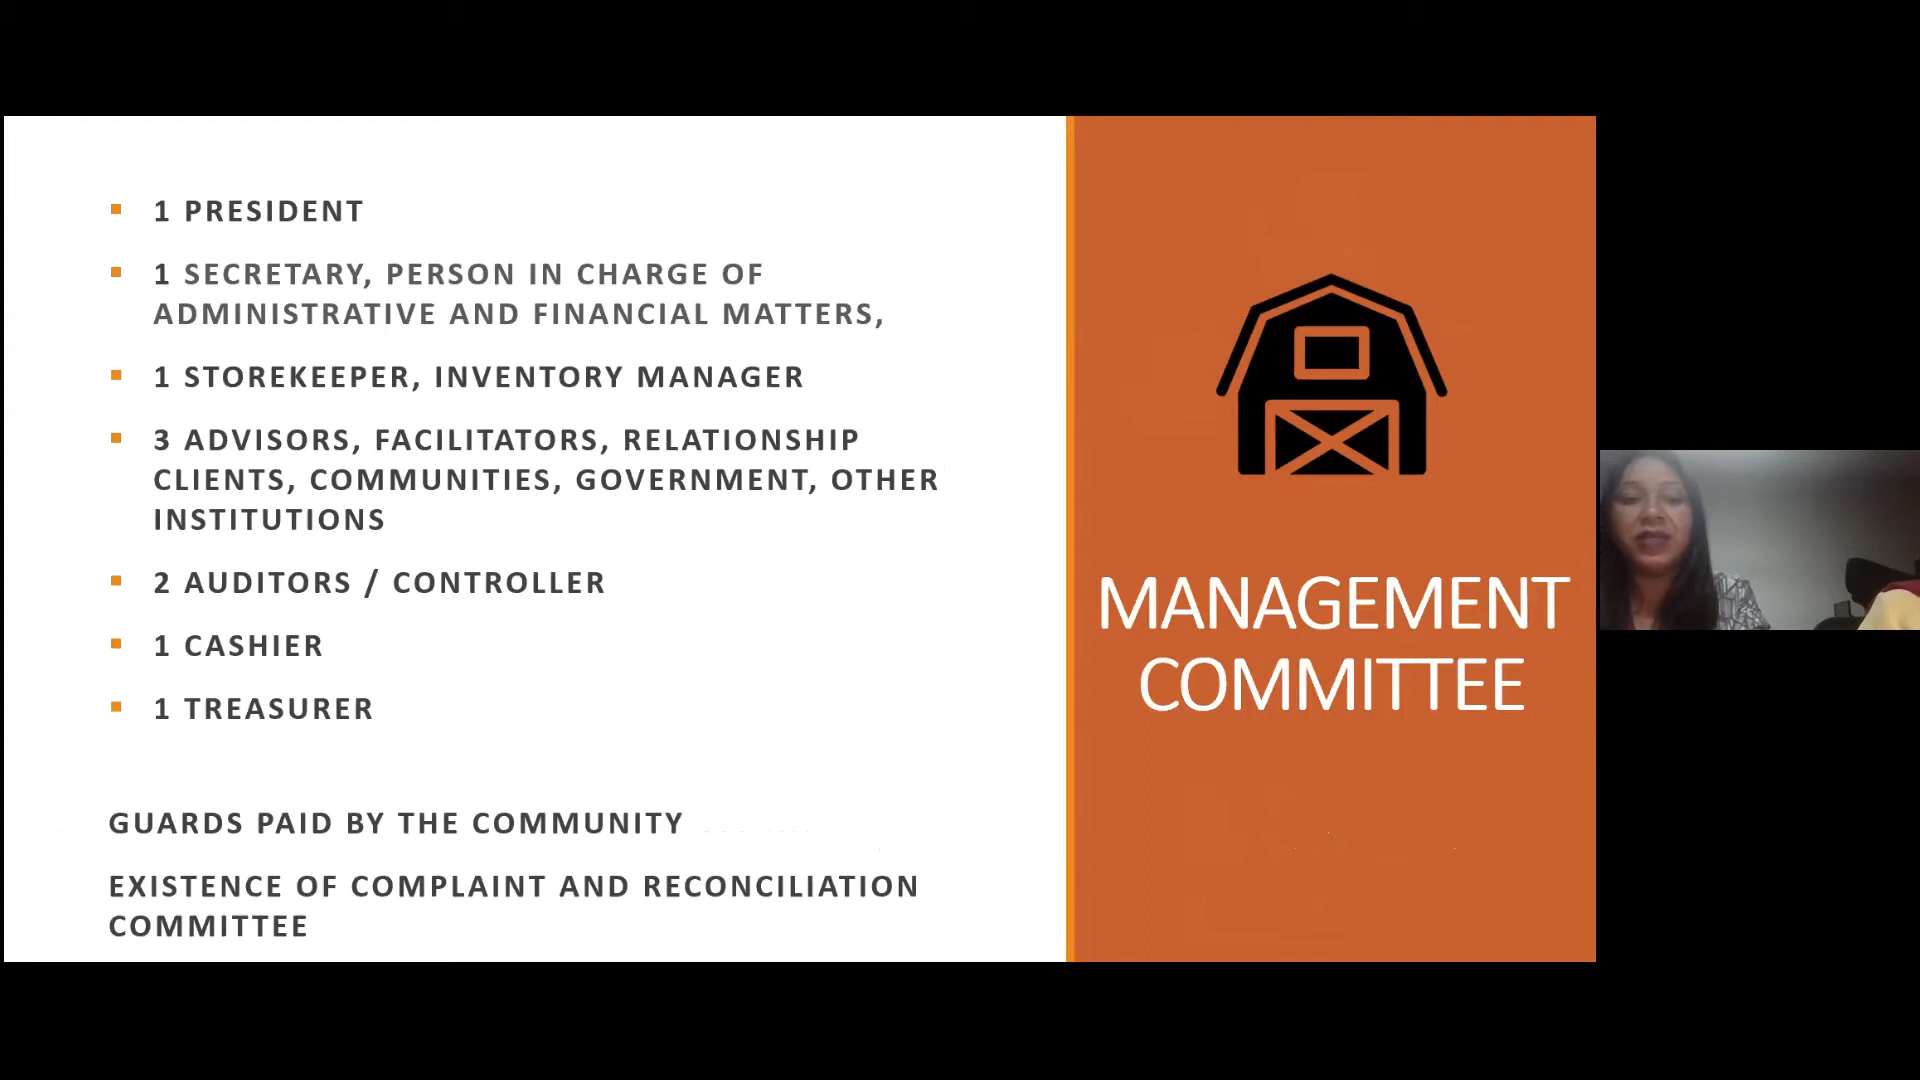 1 PRESIDENT
1 SECRETARY, PERSON IN CHARGE OF
ADMINISTRATIVE AND FINANCIAL MATTERS,
1 STOREKEEPER, INVENTORY MANAGER
3 ADVISORS, FACILITATORS, RELATIONSHIP
CLIENTS, COMMUNITIES, GOVERNMENT, OTHER
INSTITUTIONS
2 AUDITORS / CONTROLLER
1 CASHIER
1 TREASURER
GUARDS PAID BY THE COMMUNITY
EXISTENCE OF COMPLAINT AND RECONCILIATION
COMMITTEE
MANAGEMENT
COMMITTEE